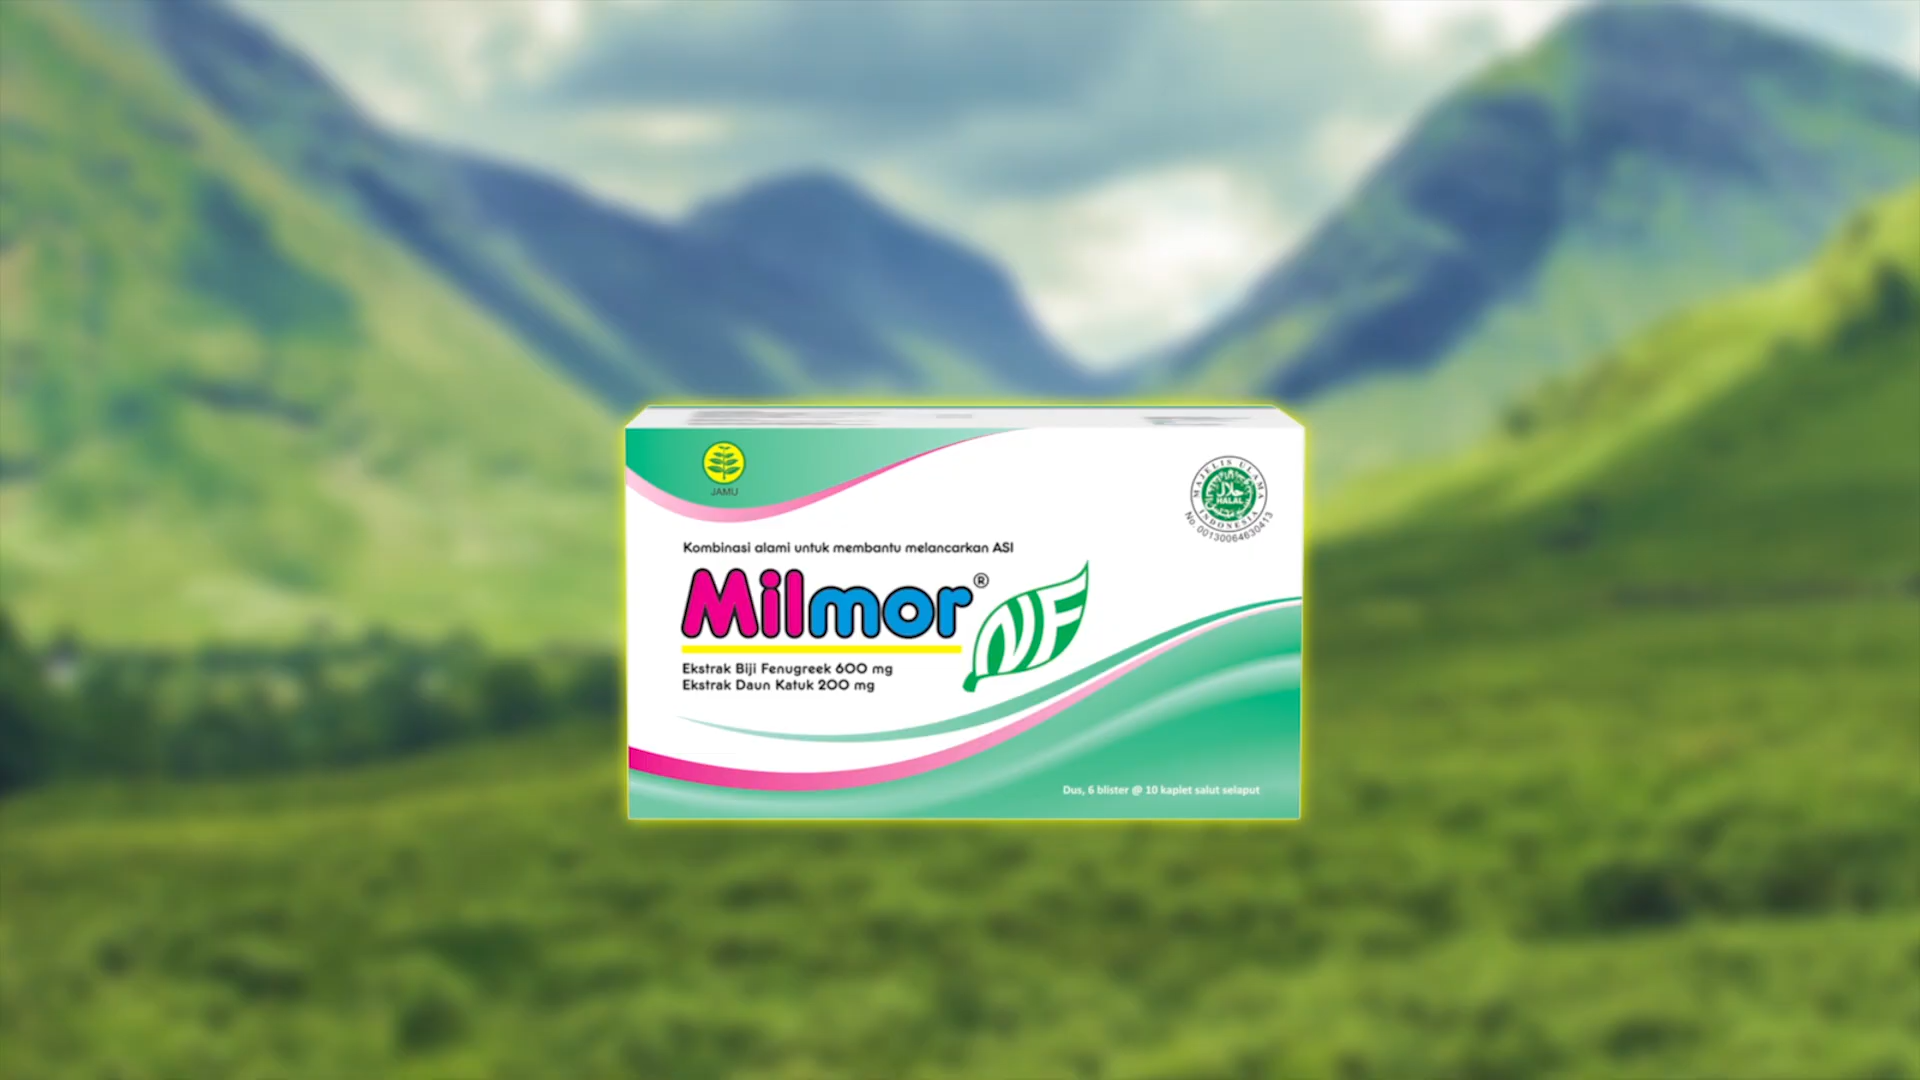 JAMU
MAJELIS ULAMA INDONESIA
HALAL
No. 00130064630413
Kombinasi alami untuk membantu melancarkan ASI
Milmor® NF
Ekstrak Biji Fenugreek 600 mg
Ekstrak Daun Katuk 200 mg
Dus, 6 blister @ 10 kaplet salut selaput